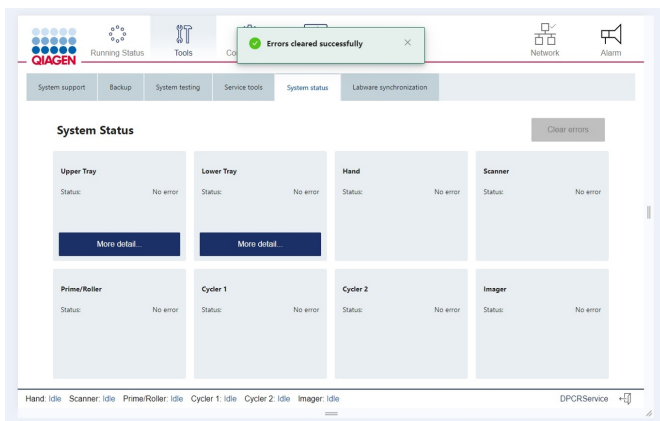 Errors cleared successfully
QIAGEN
Running Status
Tools
Network
Alarm
System support
Backup
System testing
Service tools
System status
Labware synchronization
System Status
Clear errors
Upper Tray
Status: No error
More detail...
Lower Tray
Status: No error
More detail...
Hand
Status: No error
Scanner
Status: No error
Prime/Roller
Status: No error
Cycler 1
Status: No error
Cycler 2
Status: No error
Imager
Status: No error
Hand: Idle Scanner: Idle Prime/Roller: Idle Cycler 1: Idle Cycler 2: Idle Imager: Idle
DPCRService